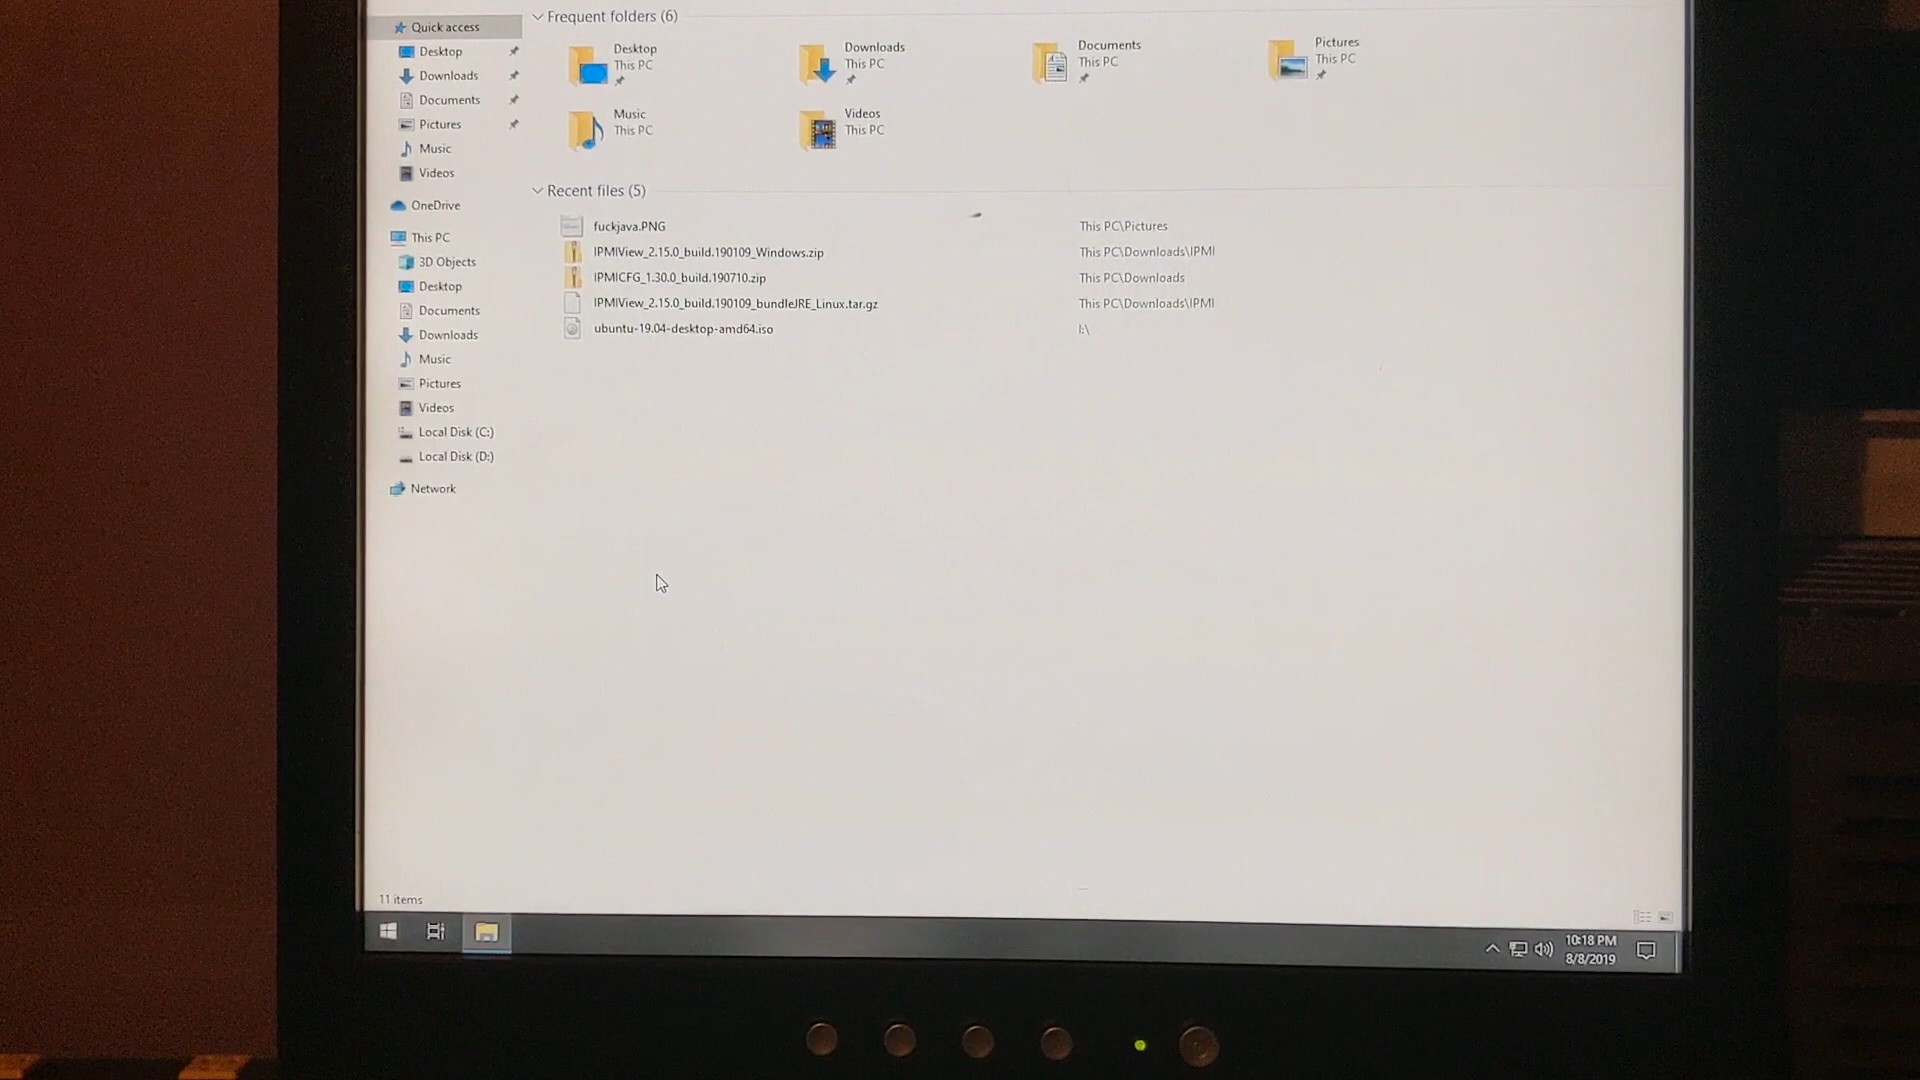 Quick access
Desktop
Downloads
Documents
Pictures
Music
Videos
OneDrive
This PC
3D Objects
Desktop
Documents
Downloads
Music
Pictures
Videos
Local Disk (C:)
Local Disk (D:)
Network
Frequent folders (6)
Desktop
This PC
Downloads
This PC
Documents
This PC
Pictures
This PC
Music
This PC
Videos
This PC
Recent files (5)
fuckjava.PNG This PC\Pictures
IPMIView_2.15.0_build.190109_Windows.zip This PC\Downloads\IPMI
IPMICFG_1.30.0_build.190710.zip This PC\Downloads
IPMIView_2.15.0_build.190109_bundleJRE_Linux.tar.gz This PC\Downloads\IPMI
ubuntu-19.04-desktop-amd64.iso I:\
11 items
10:18 PM
8/8/2019